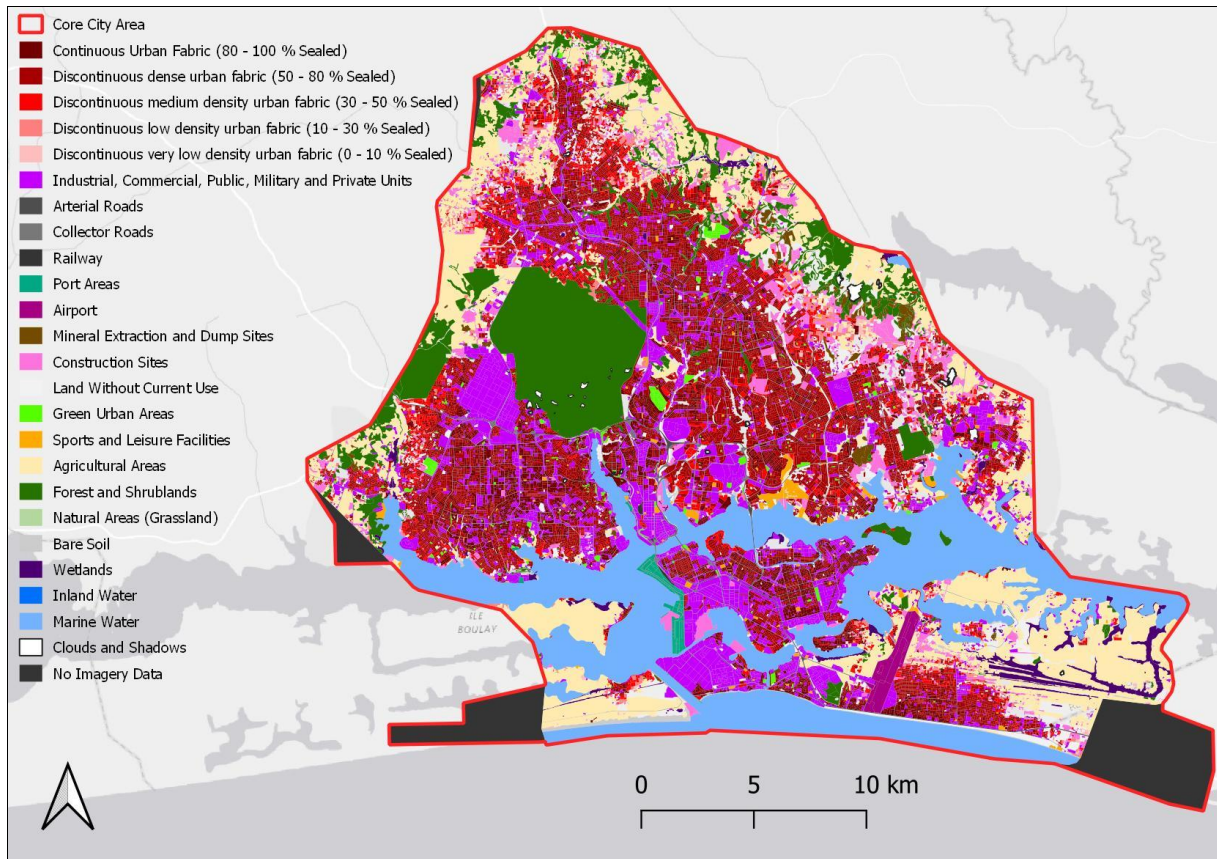 Core City Area
Continuous Urban Fabric (80 - 100 % Sealed)
Discontinuous dense urban fabric (50 - 80 % Sealed)
Discontinuous medium density urban fabric (30 - 50 % Sealed)
Discontinuous low density urban fabric (10 - 30 % Sealed)
Discontinuous very low density urban fabric (0 - 10 % Sealed)
Industrial, Commercial, Public, Military and Private Units
Arterial Roads
Collector Roads
Railway
Port Areas
Airport
Mineral Extraction and Dump Sites
Construction Sites
Land Without Current Use
Green Urban Areas
Sports and Leisure Facilities
Agricultural Areas
Forest and Shrublands
Natural Areas (Grassland)
Bare Soil
Wetlands
Inland Water
Marine Water
Clouds and Shadows
No Imagery Data
ILE
BOULAY
0 5 10 km